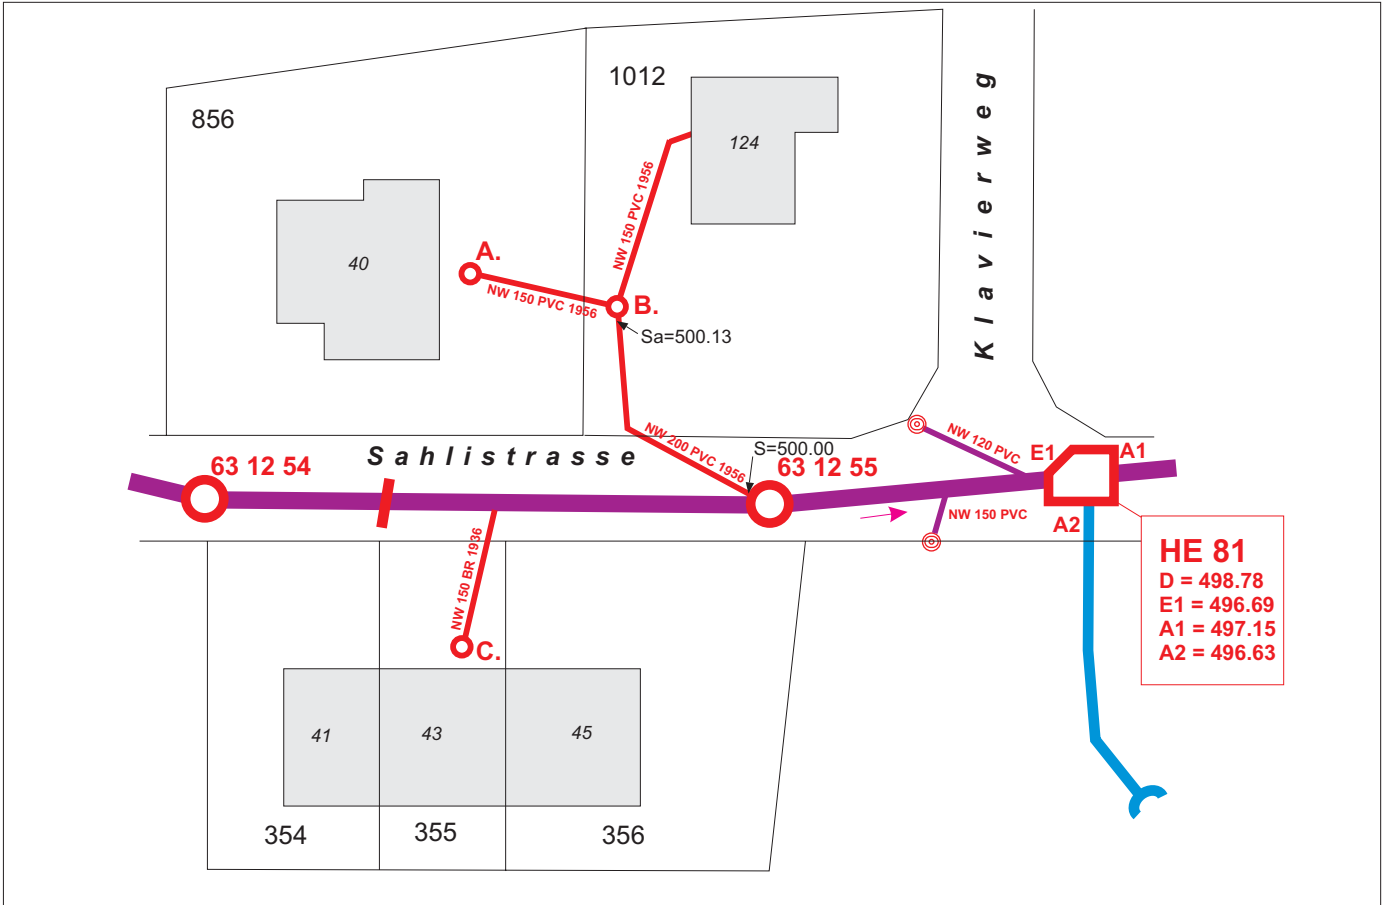 1012
856
Klavierweg
124
NW 150 PVC 1956
A.
40
NW 150 PVC 1956
B.
Sa=500.13
NW 200 PVC 1956
S=500.00
NW 120 PVC
Sahlistrasse
63 12 54
63 12 55
E1
A1
NW 150 PVC
A2
HE 81
D = 498.78
E1 = 496.69
A1 = 497.15
A2 = 496.63
NW 150 BR 1936
C.
41
43
45
354
355
356